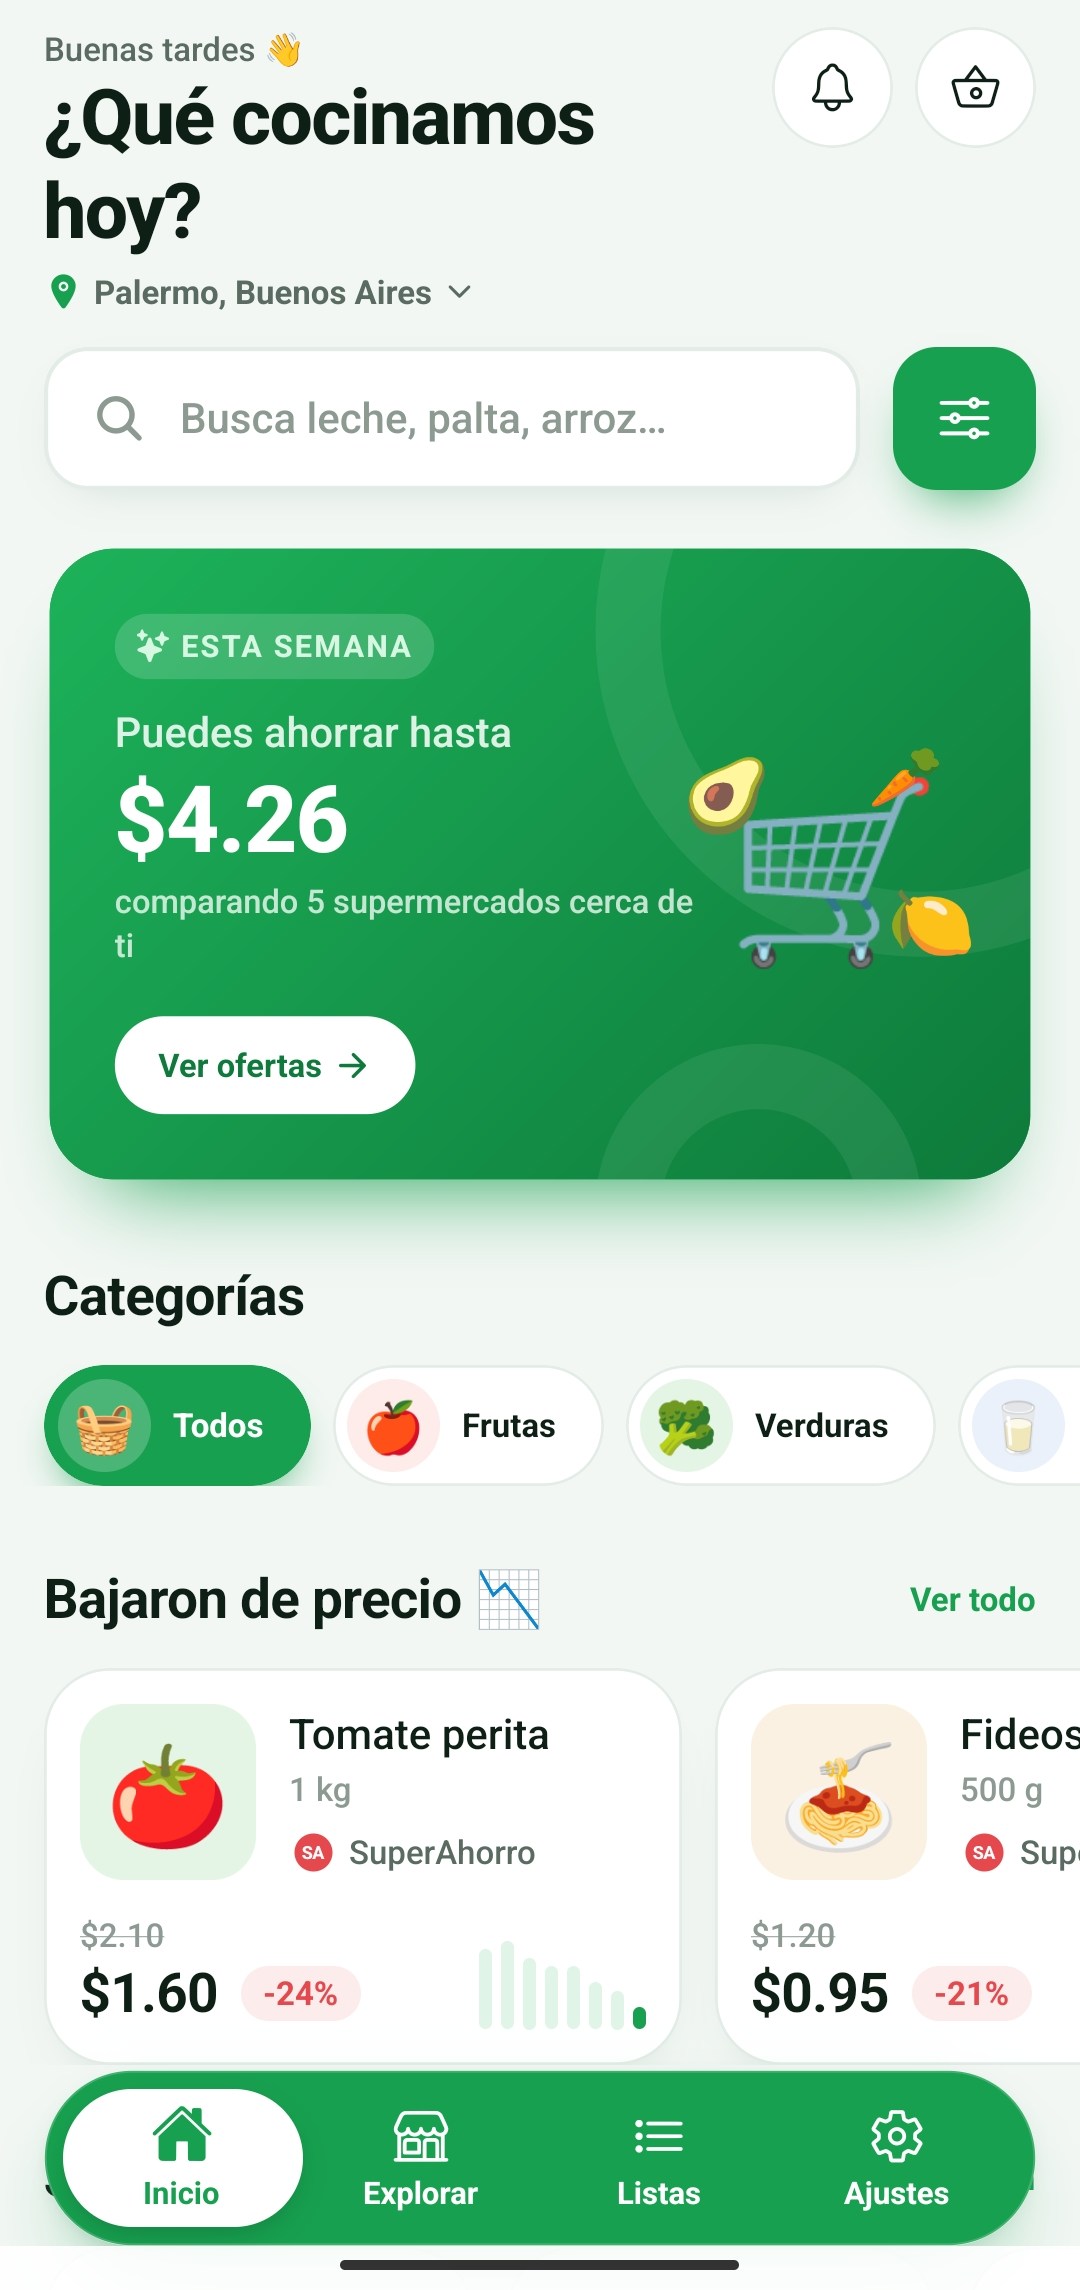 Buenas tardes 👋
¿Qué cocinamos
hoy?
Palermo, Buenos Aires
Busca leche, palta, arroz...
ESTA SEMANA
Puedes ahorrar hasta
$4.26
comparando 5 supermercados cerca de
ti
Ver ofertas →
Categorías
Todos
Frutas
Verduras
Bajaron de precio 📉
Ver todo
Tomate perita
1 kg
SA SuperAhorro
$2.10
$1.60 -24%
Fideos
500 g
SA Sup
$1.20
$0.95 -21%
Inicio
Explorar
Listas
Ajustes